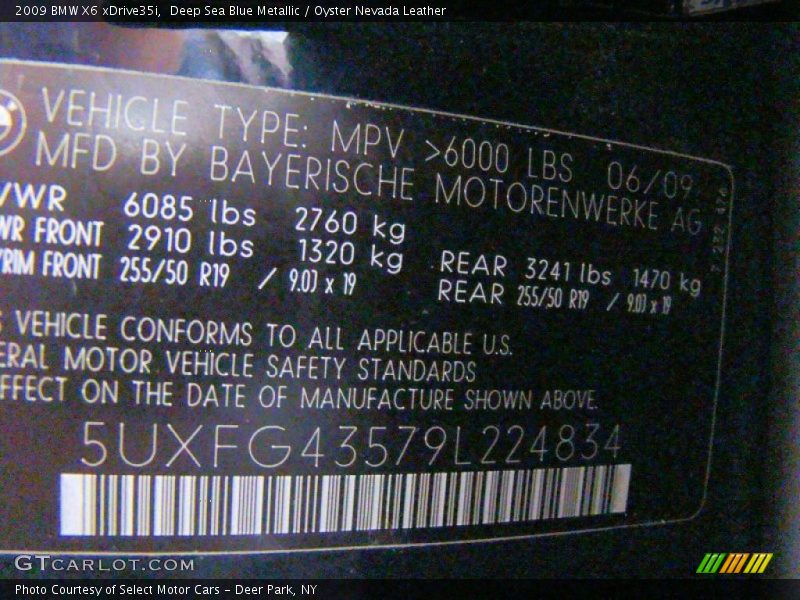 2009 BMW X6 xDrive35i, Deep Sea Blue Metallic / Oyster Nevada Leather
VEHICLE TYPE: MPV >6000 LBS 06/09
MFD BY BAYERISCHE MOTORENWERKE AG
VWR 6085 lbs 2760 kg
WR FRONT 2910 lbs 1320 kg REAR 3241 lbs 1470 kg
/RIM FRONT 255/50 R19 / 9.0J x 19 REAR 255/50 R19 / 9.0J x 19
S VEHICLE CONFORMS TO ALL APPLICABLE U.S.
ERAL MOTOR VEHICLE SAFETY STANDARDS
FFECT ON THE DATE OF MANUFACTURE SHOWN ABOVE.
5UXFG43579L224834
GTCARLOT.COM
Photo Courtesy of Select Motor Cars - Deer Park, NY